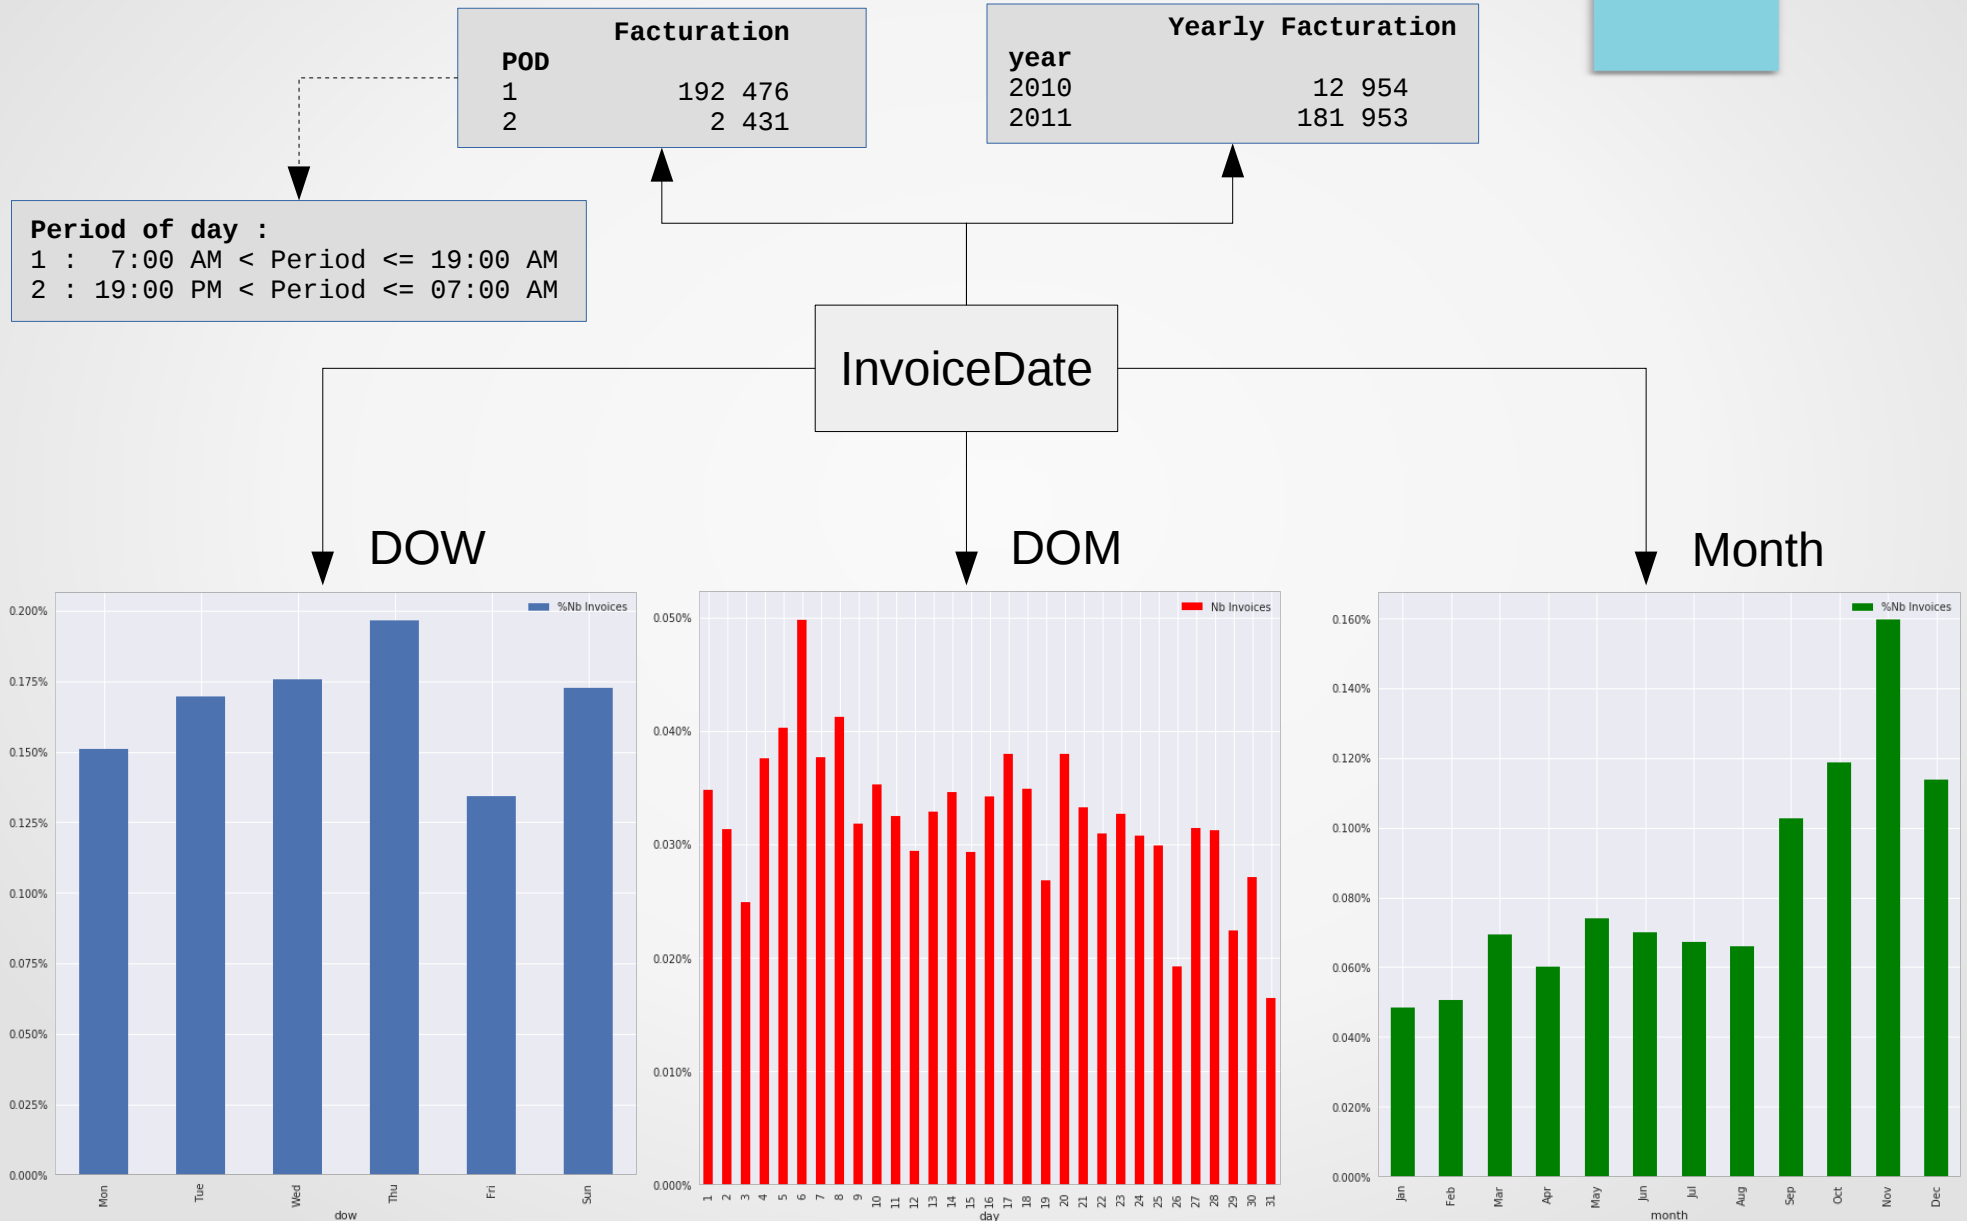 Facturation
POD
1 192 476
2 2 431
Yearly Facturation
year
2010 12 954
2011 181 953
Period of day :
1 : 7:00 AM < Period <= 19:00 AM
2 : 19:00 PM < Period <= 07:00 AM
InvoiceDate
DOW
DOM
Month
%Nb Invoices
0.200%
0.175%
0.150%
0.125%
0.100%
0.075%
0.050%
0.025%
0.000%
Mon Tue Wed Thu Fri Sun
dow
Nb Invoices
0.050%
0.040%
0.030%
0.020%
0.010%
0.000%
1 2 3 4 5 6 7 8 9 10 11 12 13 14 15 16 17 18 19 20 21 22 23 24 25 26 27 28 29 30 31
day
%Nb Invoices
0.160%
0.140%
0.120%
0.100%
0.080%
0.060%
0.040%
0.020%
0.000%
Jan Feb Mar Apr May Jun Jul Aug Sep Oct Nov Dec
month